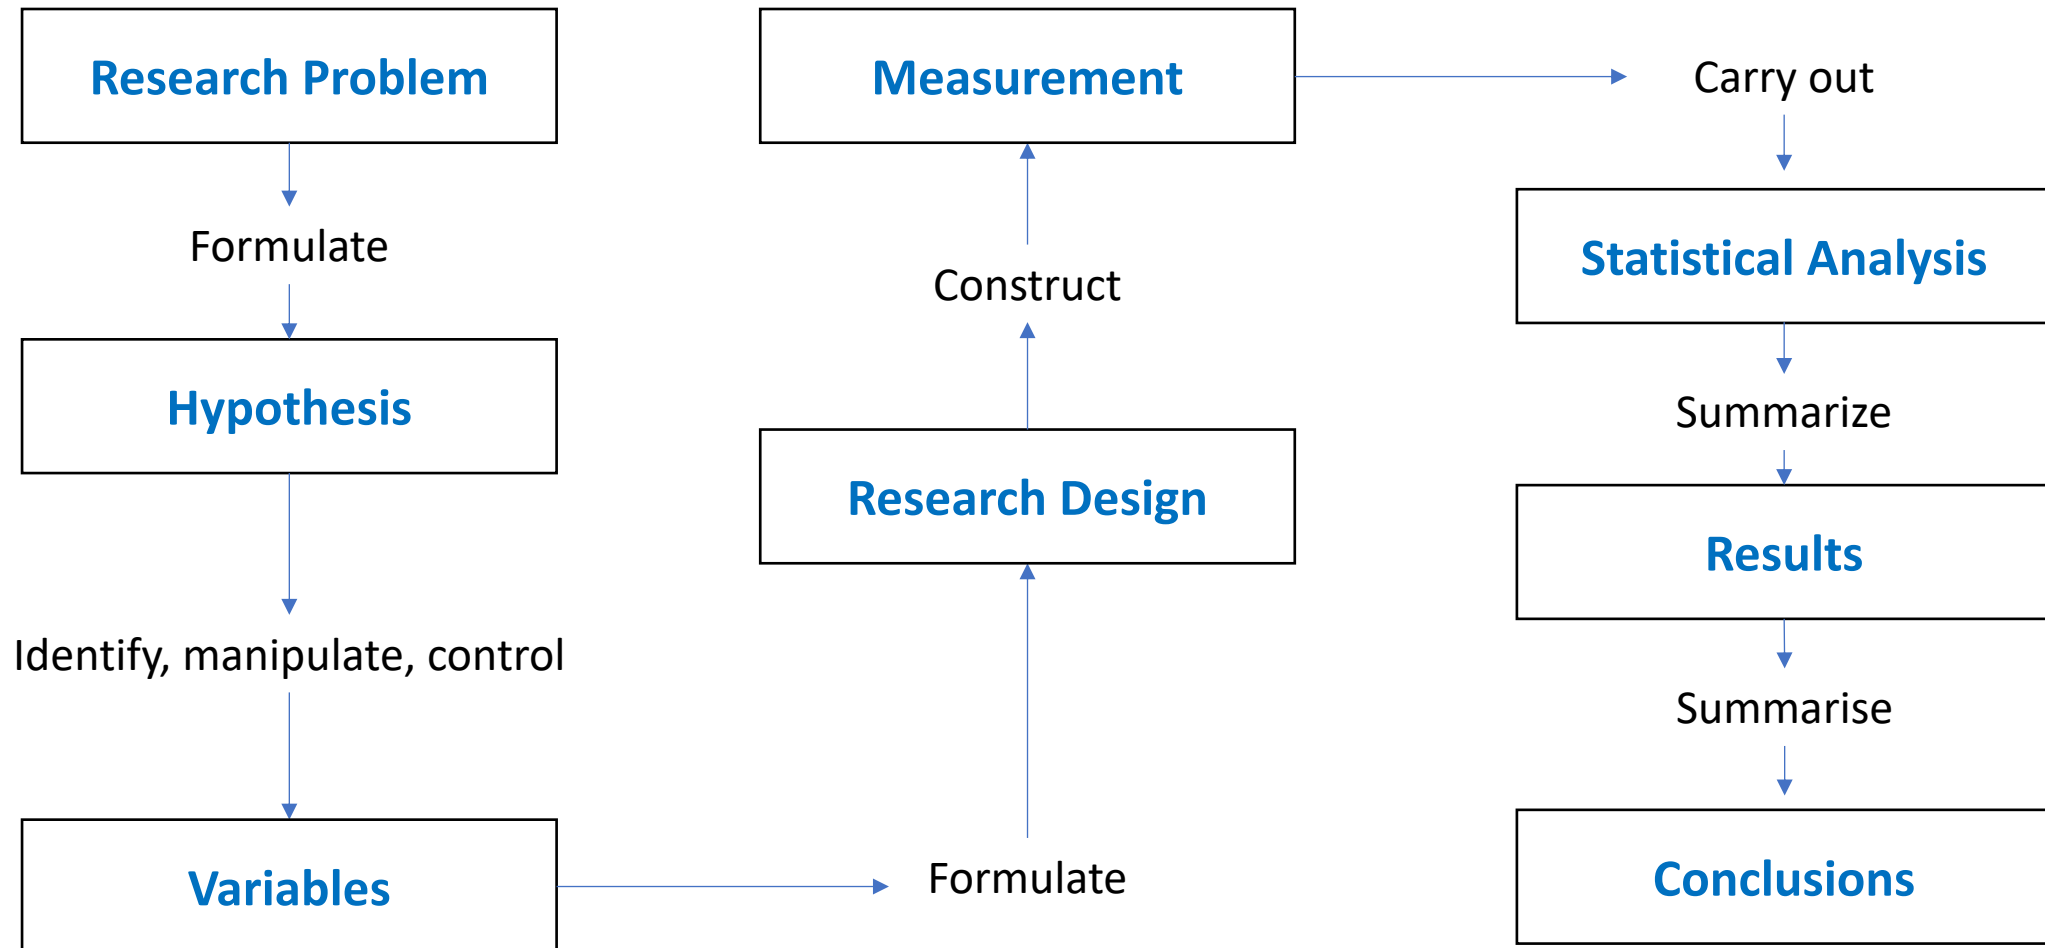 Research Problem
Formulate
Hypothesis
Identify, manipulate, control
Variables
Formulate
Research Design
Construct
Measurement
Carry out
Statistical Analysis
Summarize
Results
Summarise
Conclusions